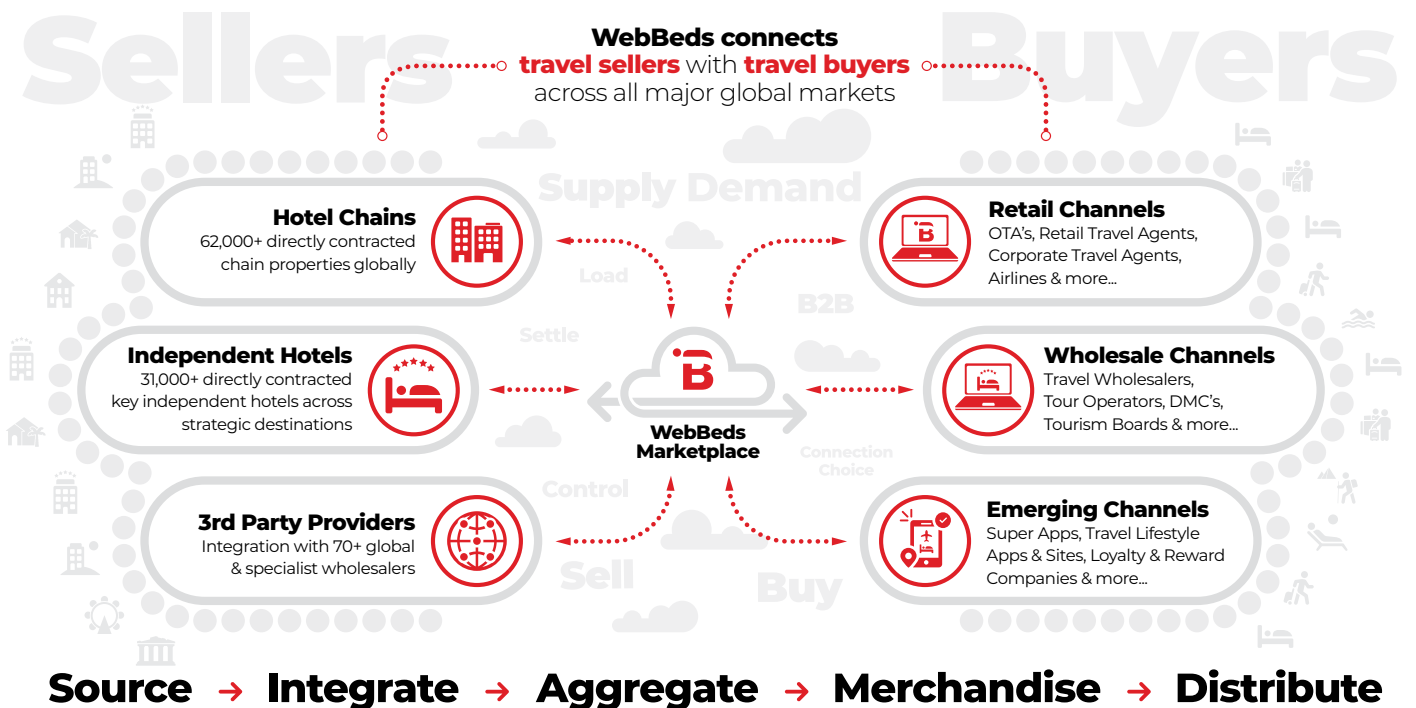 Sellers
Buyers
WebBeds connects
travel sellers with travel buyers
across all major global markets
Supply Demand
Hotel Chains
62,000+ directly contracted
chain properties globally
Independent Hotels
31,000+ directly contracted
key independent hotels across
strategic destinations
3rd Party Providers
Integration with 70+ global
& specialist wholesalers
Load
Settle
Control
Sell
B
WebBeds
Marketplace
B2B
Connection
Choice
Buy
B
Retail Channels
OTA's, Retail Travel Agents,
Corporate Travel Agents,
Airlines & more...
Wholesale Channels
Travel Wholesalers,
Tour Operators, DMC's,
Tourism Boards & more...
Emerging Channels
Super Apps, Travel Lifestyle
Apps & Sites, Loyalty & Reward
Companies & more...
Source → Integrate → Aggregate → Merchandise → Distribute